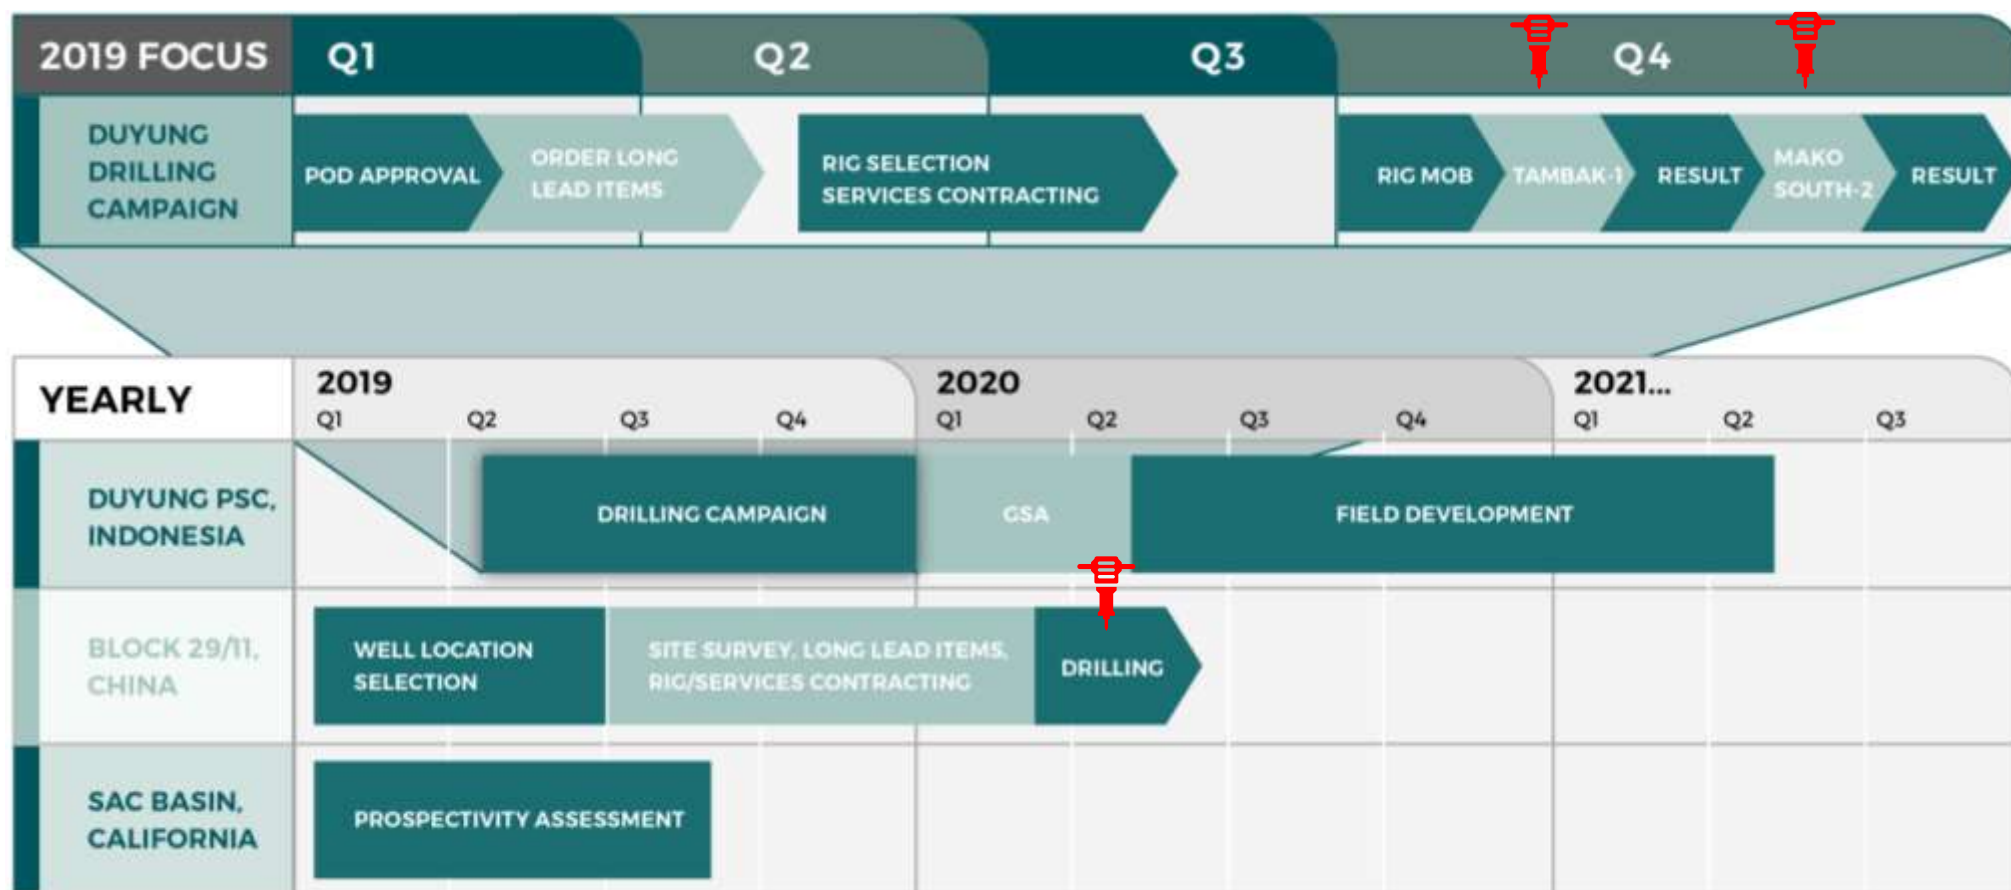 2019 FOCUS
Q1
Q2
Q3
Q4
DUYUNG
DRILLING
CAMPAIGN
POD APPROVAL
ORDER LONG
LEAD ITEMS
RIG SELECTION
SERVICES CONTRACTING
RIG MOB
TAMBAK-1
RESULT
MAKO
SOUTH-2
RESULT
YEARLY
2019
2020
2021...
Q1
Q2
Q3
Q4
Q1
Q2
Q3
Q4
Q1
Q2
Q3
DUYUNG PSC,
INDONESIA
DRILLING CAMPAIGN
GSA
FIELD DEVELOPMENT
BLOCK 29/11,
CHINA
WELL LOCATION
SELECTION
SITE SURVEY, LONG LEAD ITEMS,
RIG/SERVICES CONTRACTING
DRILLING
SAC BASIN,
CALIFORNIA
PROSPECTIVITY ASSESSMENT